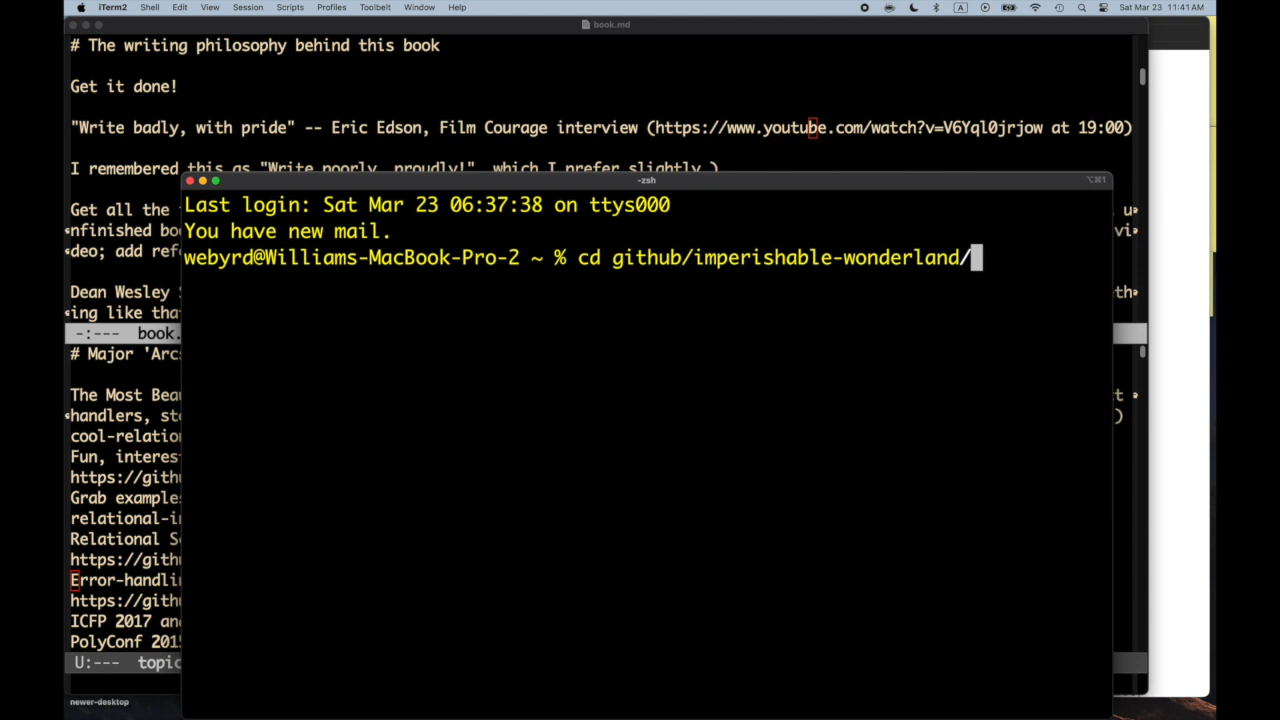 iTerm2 Shell Edit View Session Scripts Profiles Toolbelt Window Help A Sat Mar 23 11:41 AM
book.md
# The writing philosophy behind this book
Get it done!
"Write badly, with pride" -- Eric Edson, Film Courage interview (https://www.youtube.com/watch?v=V6Yql0jrjow at 19:00)
I remembered this as "Write poorly, proudly!", which I prefer slightly.)
-zsh
⌥⌘1
Last login: Sat Mar 23 06:37:38 on ttys000
You have new mail.
webyrd@Williams-MacBook-Pro-2 ~ % cd github/imperishable-wonderland/
Get all the
nfinished bo
deo; add ref
Dean Wesley
ing like tha
-:--- book.
# Major 'Arc
The Most Bea
handlers, st
cool-relatio
Fun, interes
https://gith
Grab example
relational-i
Relational S
https://gith
Error-handli
https://gith
ICFP 2017 an
PolyConf 201
U:--- topic
newer-desktop